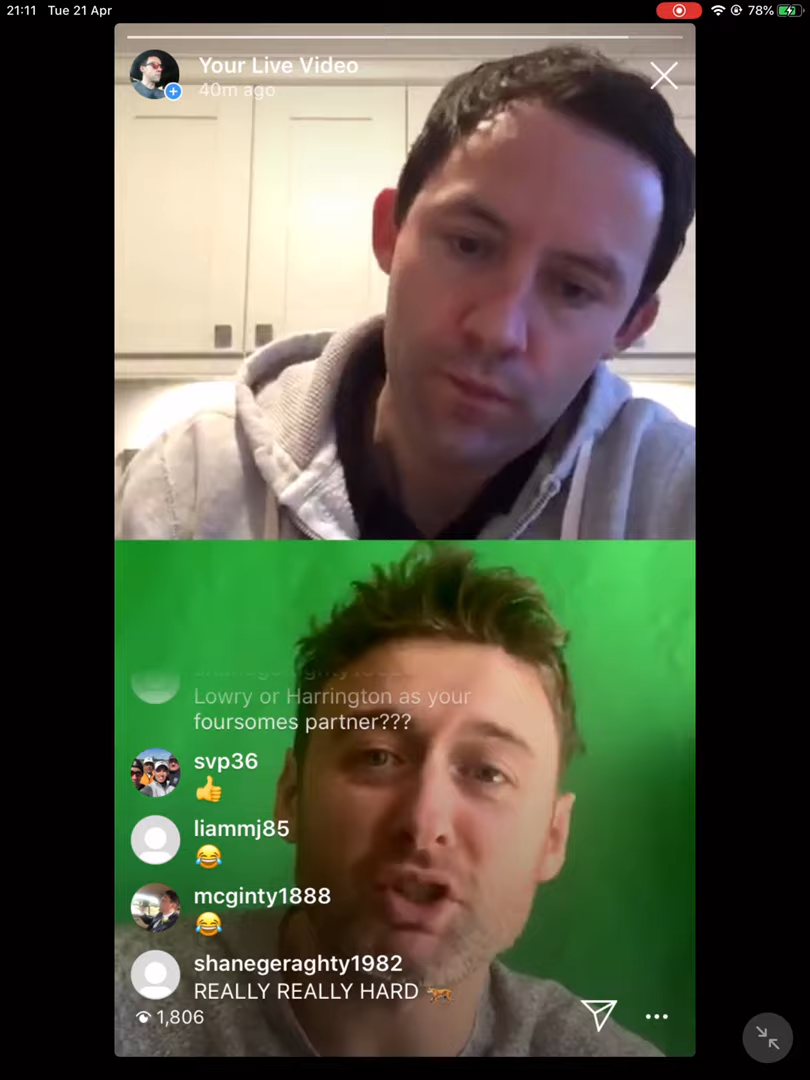 21:11 Tue 21 Apr
78%
Your Live Video
40m ago
Lowry or Harrington as your
foursomes partner???
svp36
👍
liammj85
😂
mcginty1888
😂
shanegeraghty1982
REALLY REALLY HARD 🐅
1,806